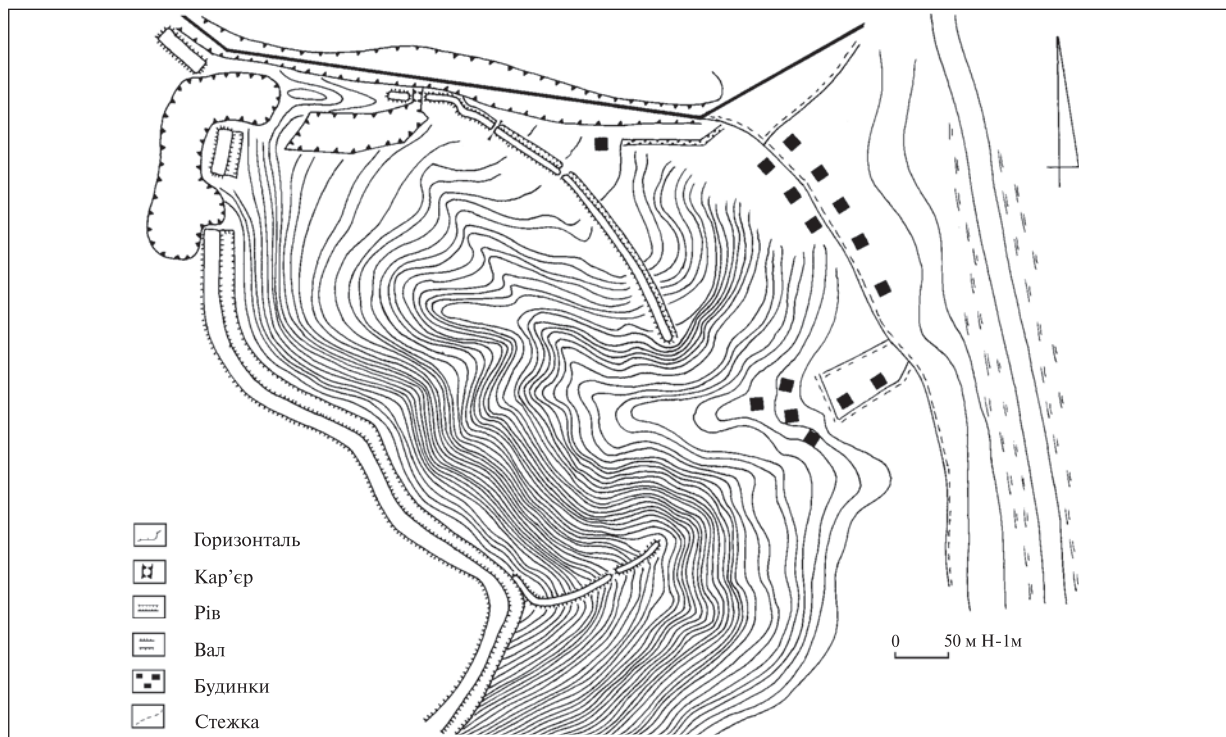 Горизонталь
Кар’єр
Рів
Вал
Будинки
Стежка
0 50 м Н-1м